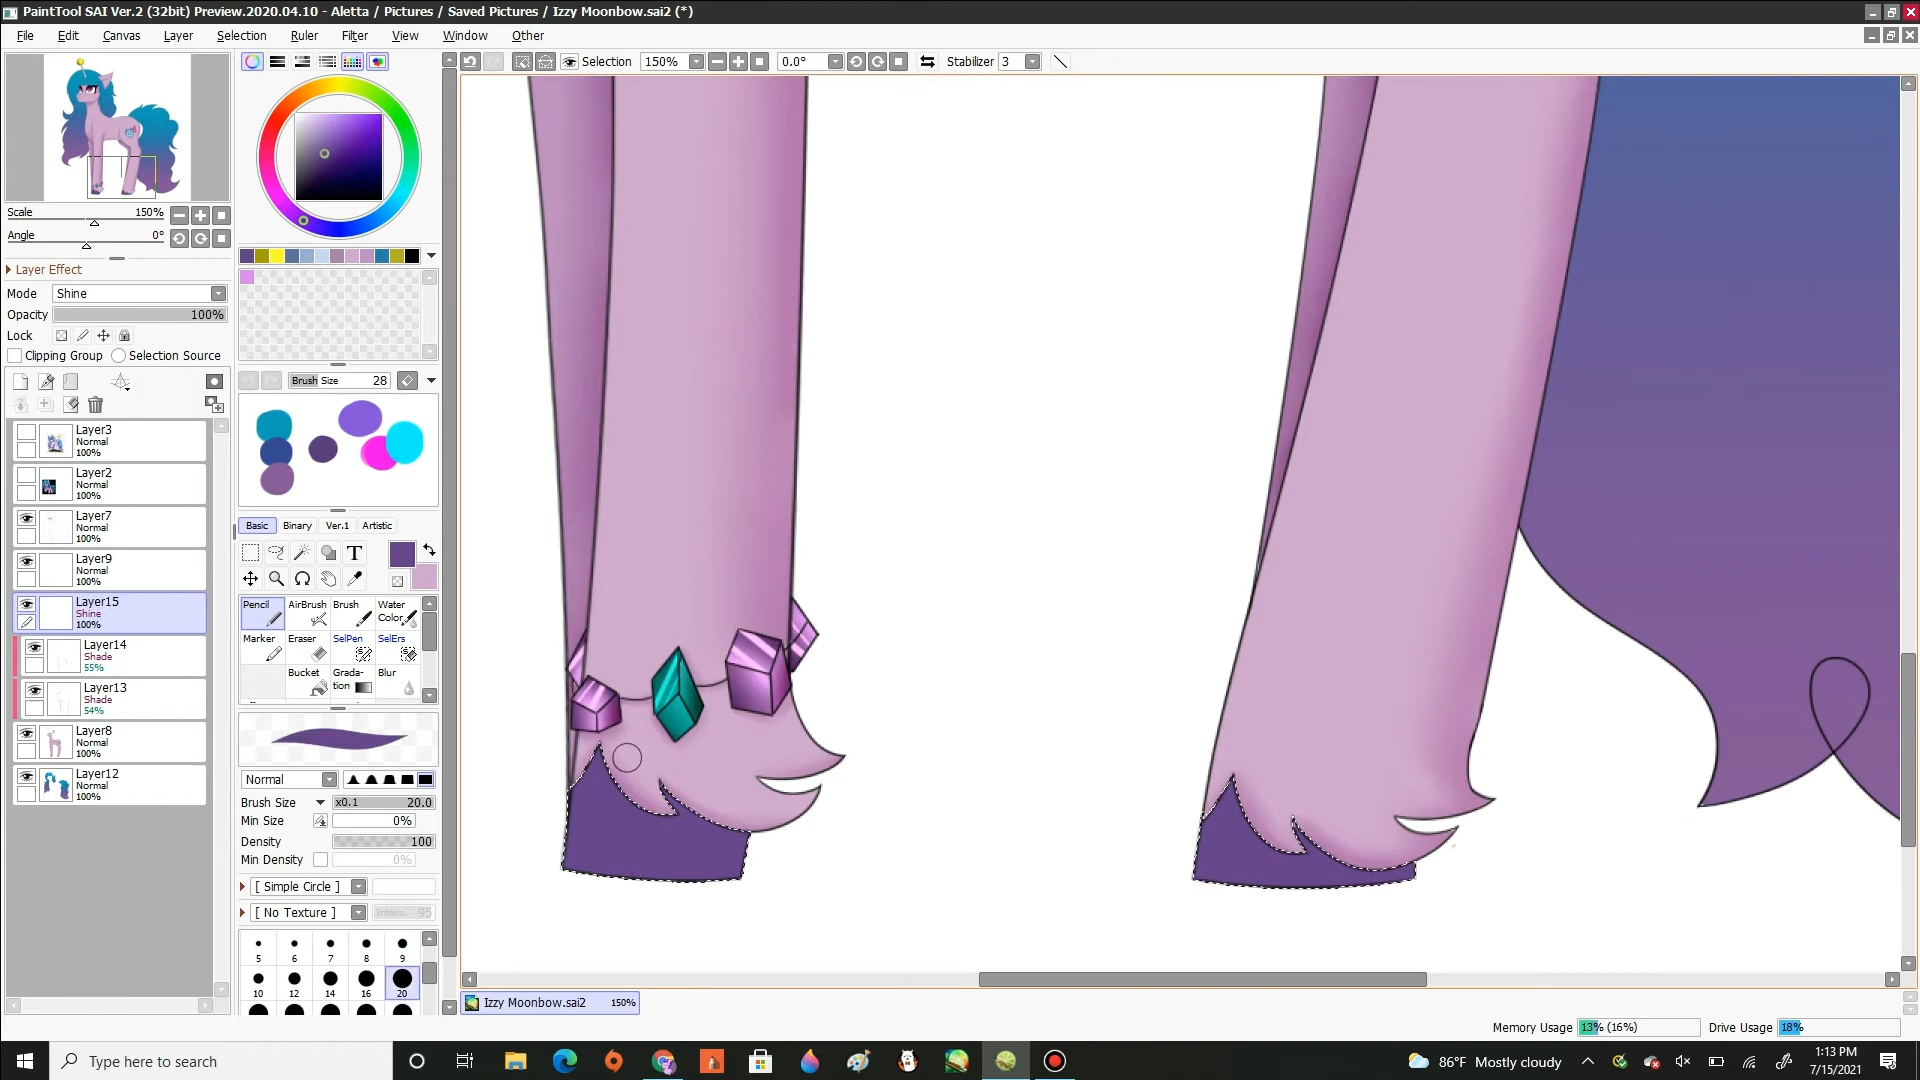 PaintTool SAI Ver.2 (32bit) Preview.2020.04.10 - Aletta / Pictures / Saved Pictures / Izzy Moonbow.sai2 (*)
File Edit Canvas Layer Selection Ruler Filter View Window Other
Selection 150% 0.0° Stabilizer 3
Scale 150%
Angle 0°
Layer Effect
Mode Shine
Opacity 100%
Lock
Clipping Group Selection Source
Layer3
Normal
100%
Layer2
Normal
100%
Layer7
Normal
100%
Layer9
Normal
100%
Layer15
Shine
100%
Layer14
Shade
55%
Layer13
Shade
54%
Layer8
Normal
100%
Layer12
Normal
100%
Brush Size 28
Basic Binary Ver.1 Artistic
T
Pencil AirBrush Brush Water Color
Marker Eraser SelPen SelErs
Bucket Grada-tion Blur
Normal
Brush Size x0.1 20.0
Min Size 0%
Density 100
Min Density 0%
[ Simple Circle ]
[ No Texture ] Intens. 95
5 6 7 8 9
10 12 14 16 20
Izzy Moonbow.sai2 150%
Memory Usage 13% (16%) Drive Usage 18%
Type here to search
86°F Mostly cloudy
1:13 PM
7/15/2021